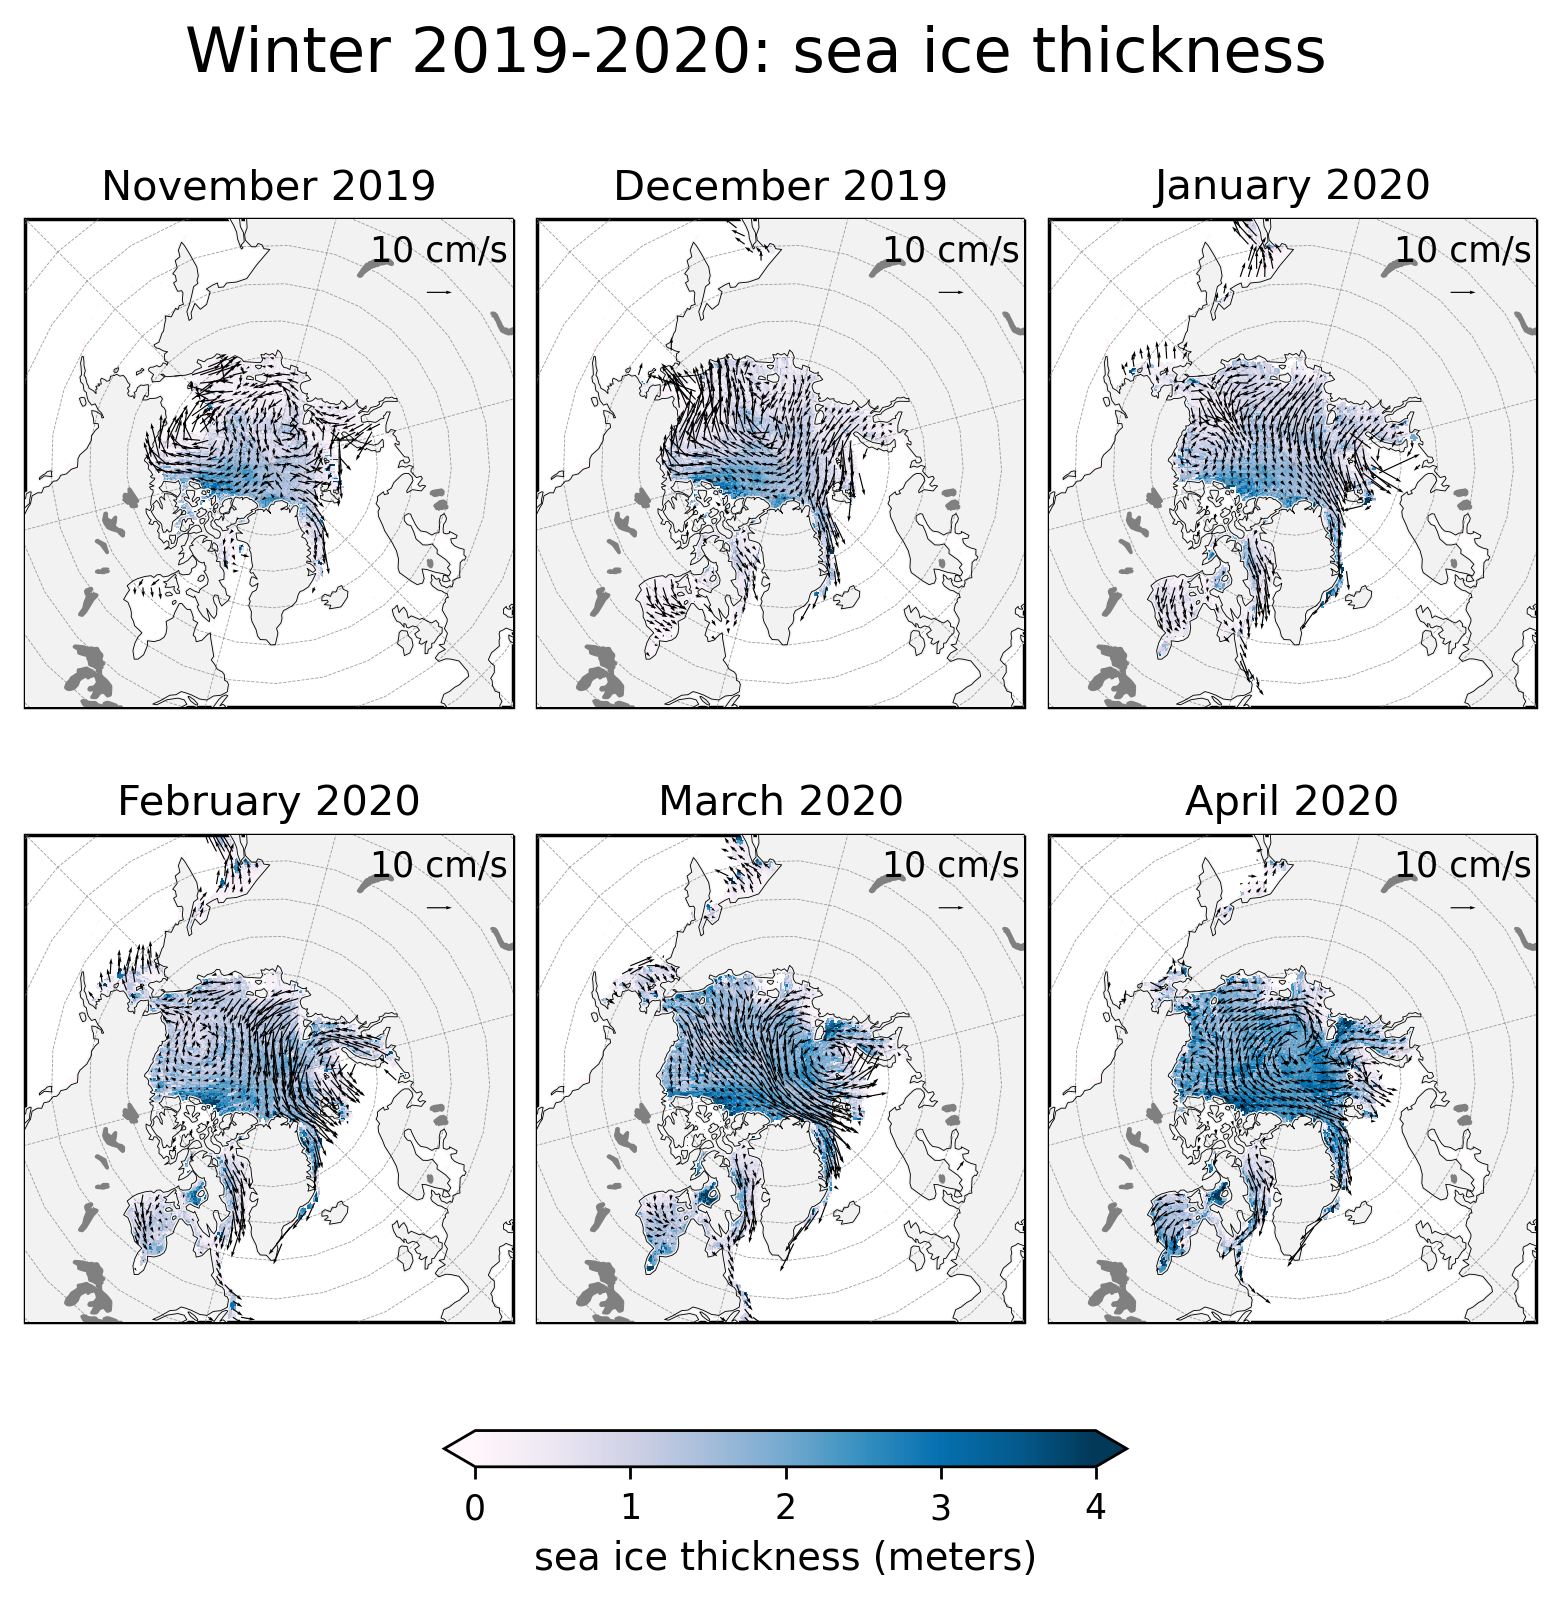 Winter 2019-2020: sea ice thickness
November 2019
December 2019
January 2020
10 cm/s
10 cm/s
10 cm/s
February 2020
March 2020
April 2020
10 cm/s
10 cm/s
10 cm/s
0 1 2 3 4
sea ice thickness (meters)